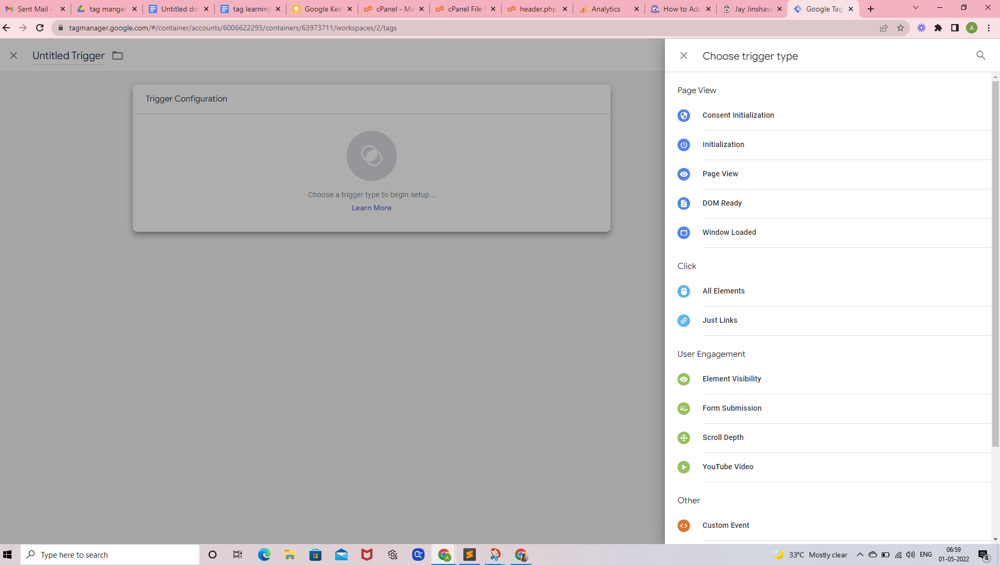 Sent Mail -
tag manger
Untitled do
tag learning
Google Kee
cPanel - Ma
cPanel File
header.php
Analytics
How to Add
Jay Jinshasa
Google Tag
tagmanager.google.com/#/container/accounts/6006622293/containers/63973711/workspaces/2/tags
A
Untitled Trigger
Choose trigger type
Trigger Configuration
Choose a trigger type to begin setup...
Learn More
Page View
Consent Initialization
Initialization
Page View
DOM Ready
Window Loaded
Click
All Elements
Just Links
User Engagement
Element Visibility
Form Submission
Scroll Depth
YouTube Video
Other
Custom Event
Type here to search
33°C Mostly clear
ENG
06:59
01-05-2022
4